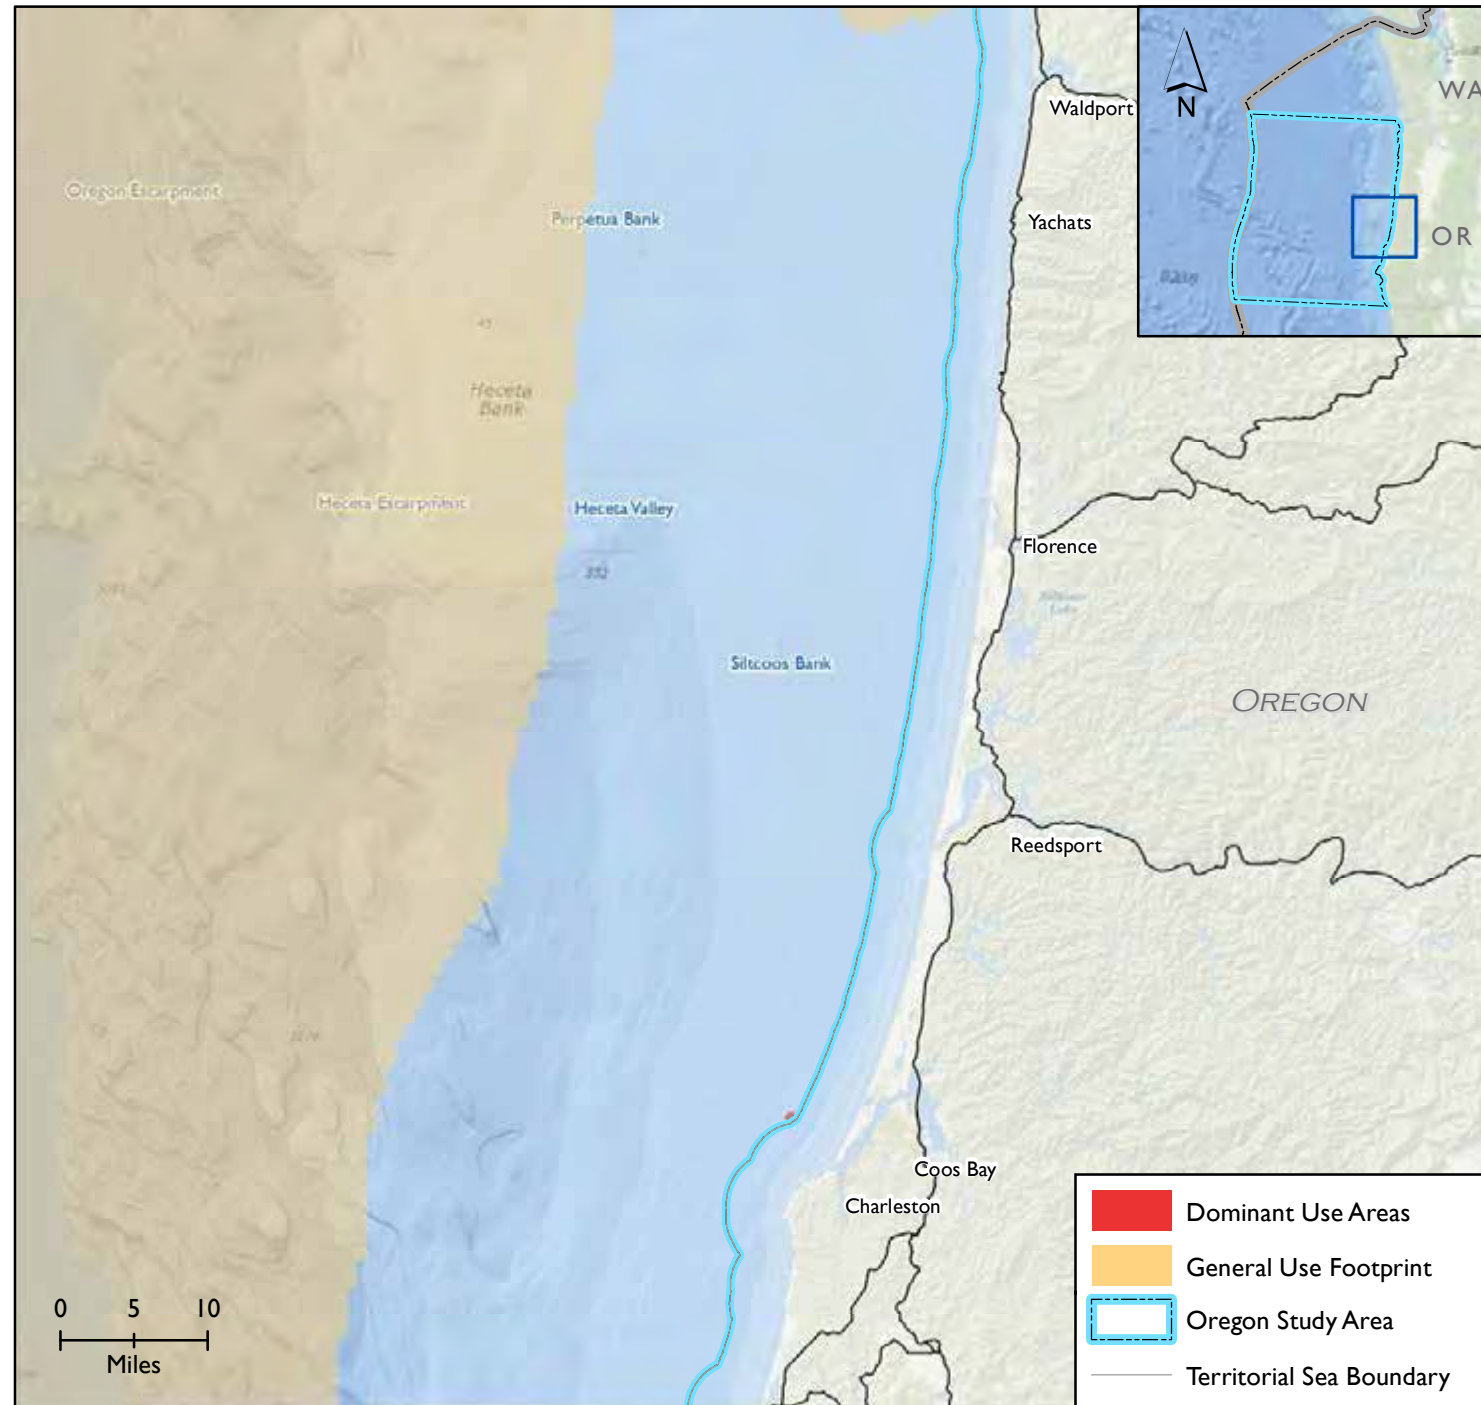 WA
N
Waldport
Oregon Escarpment
Perpetua Bank
Yachats
OR
45
Heceta
Bank
Heceta Escarpment
Heceta Valley
Florence
332
Siltcoos Bank
OREGON
Reedsport
Coos Bay
Charleston
Dominant Use Areas
General Use Footprint
Oregon Study Area
Territorial Sea Boundary
0 5 10
Miles